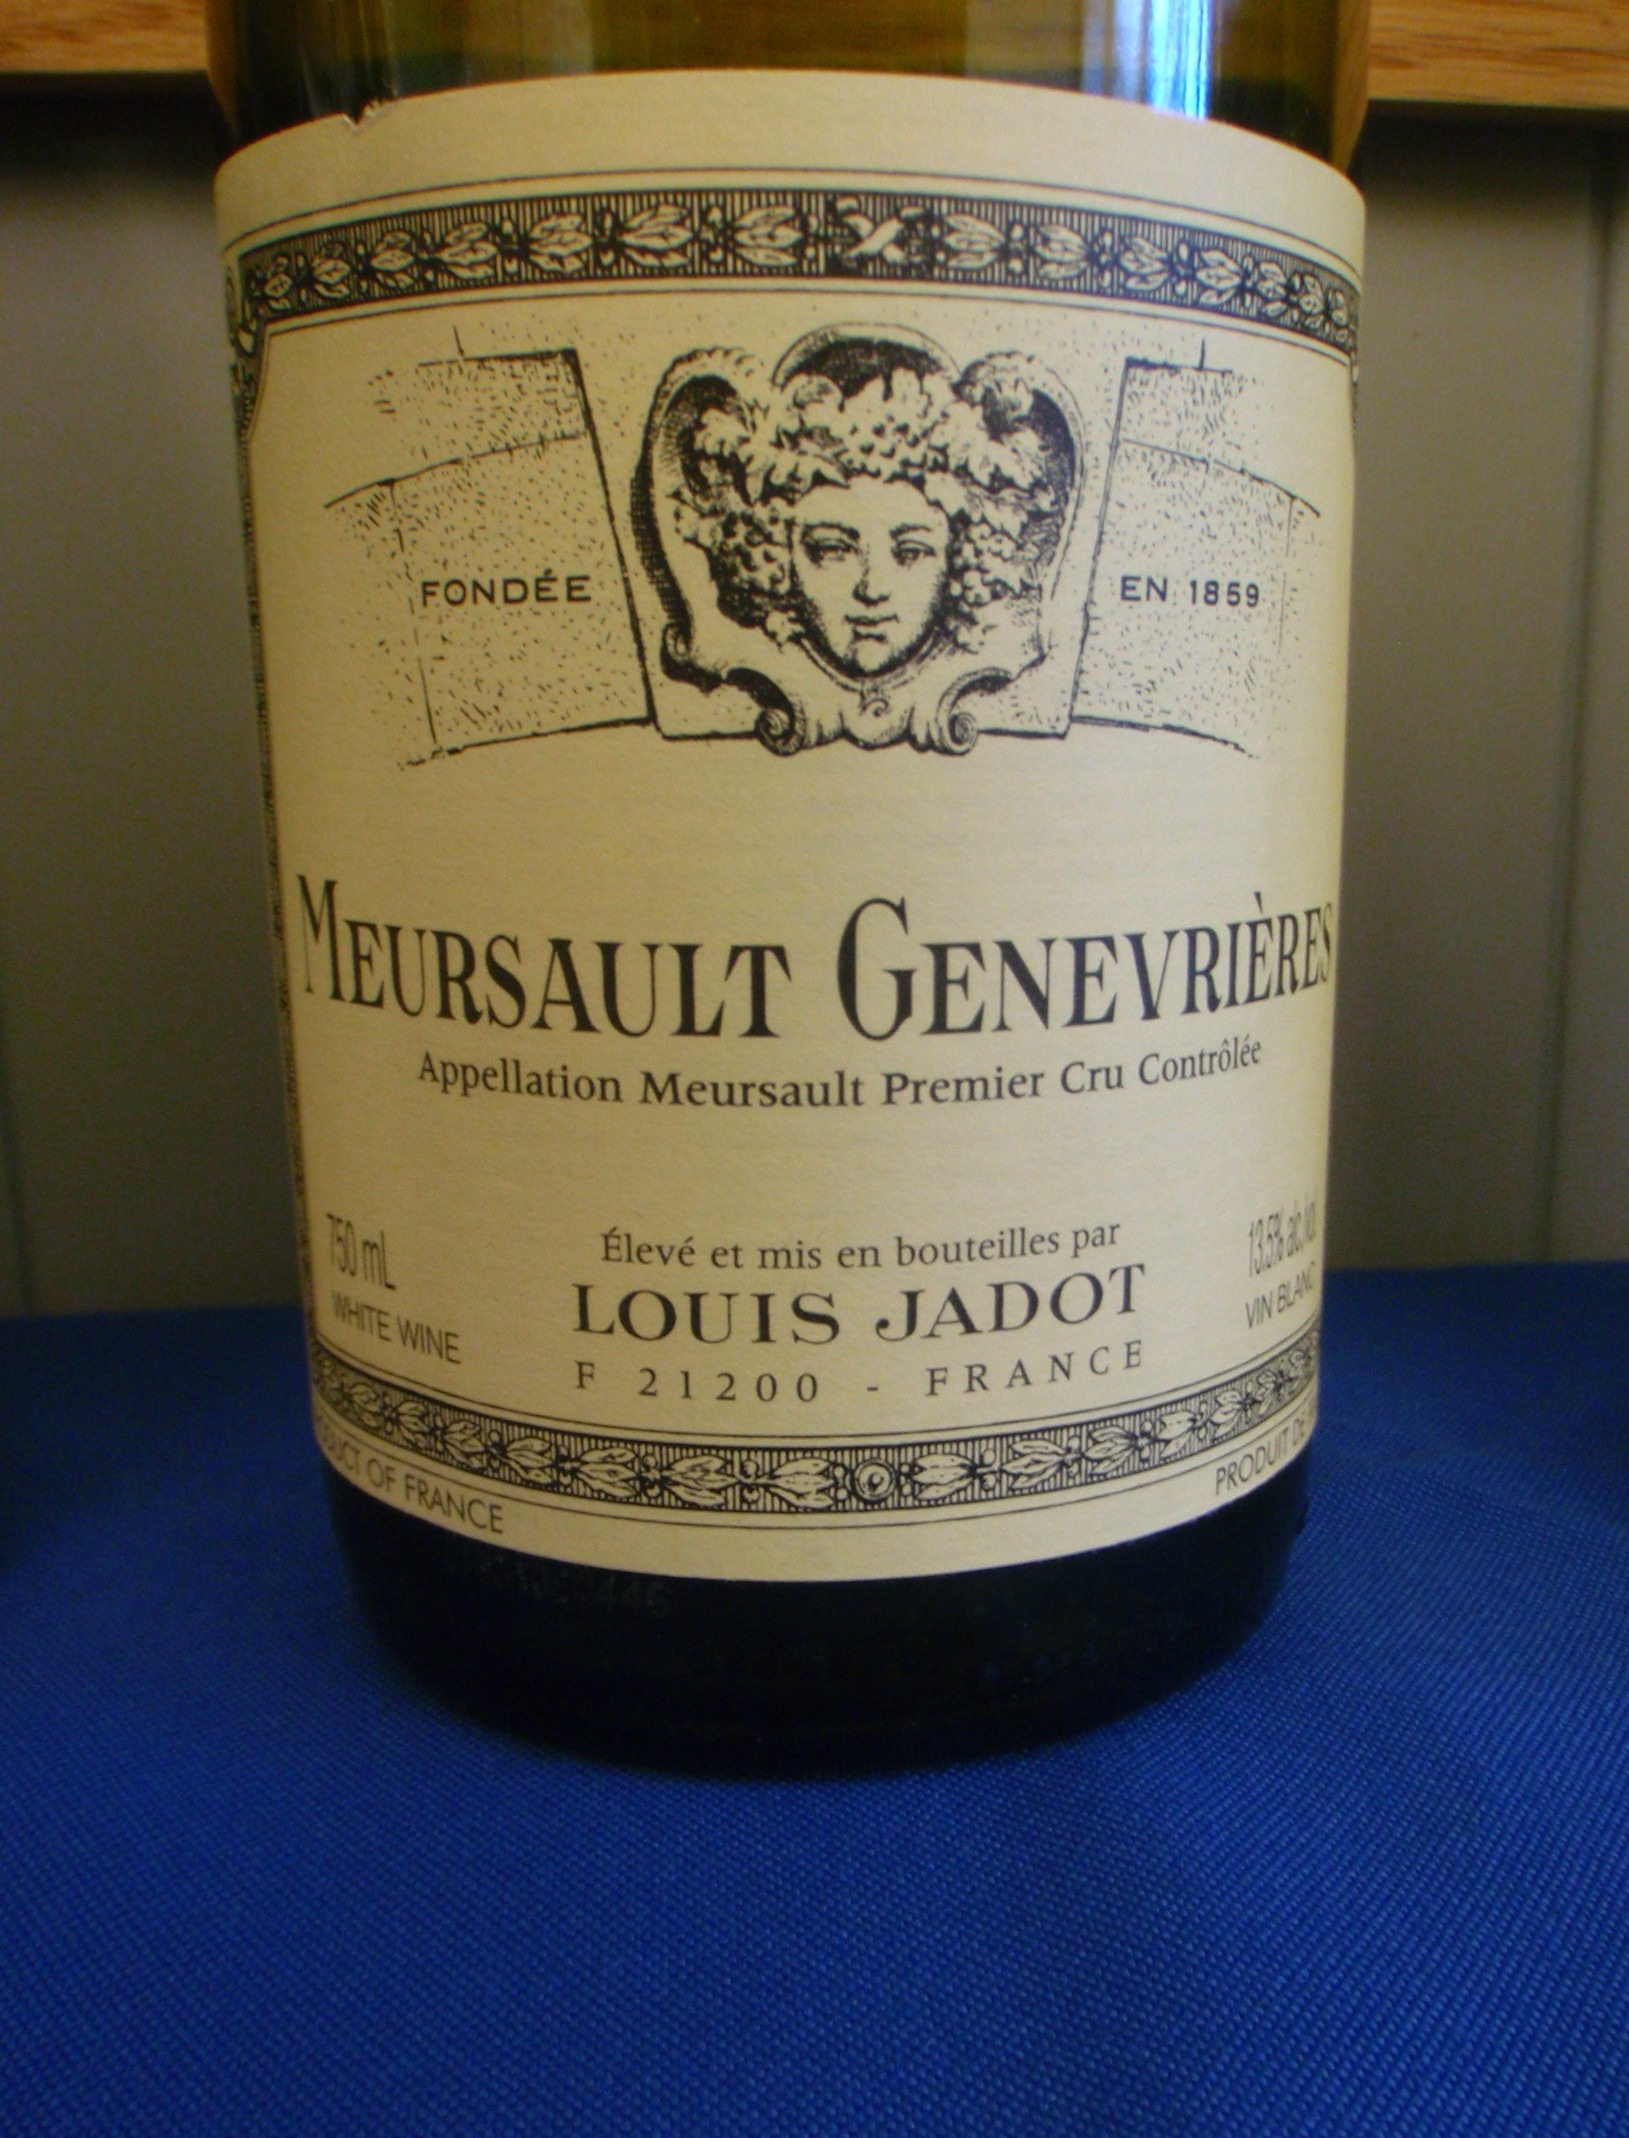 FONDÉE EN 1859
MEURSAULT GENEVRIÈRES
Appellation Meursault Premier Cru Contrôlée
750 mL
WHITE WINE
Élevé et mis en bouteilles par
LOUIS JADOT
F 21200 - FRANCE
13.5% alc./vol.
VIN BLANC
OF FRANCE
PRODUIT DE